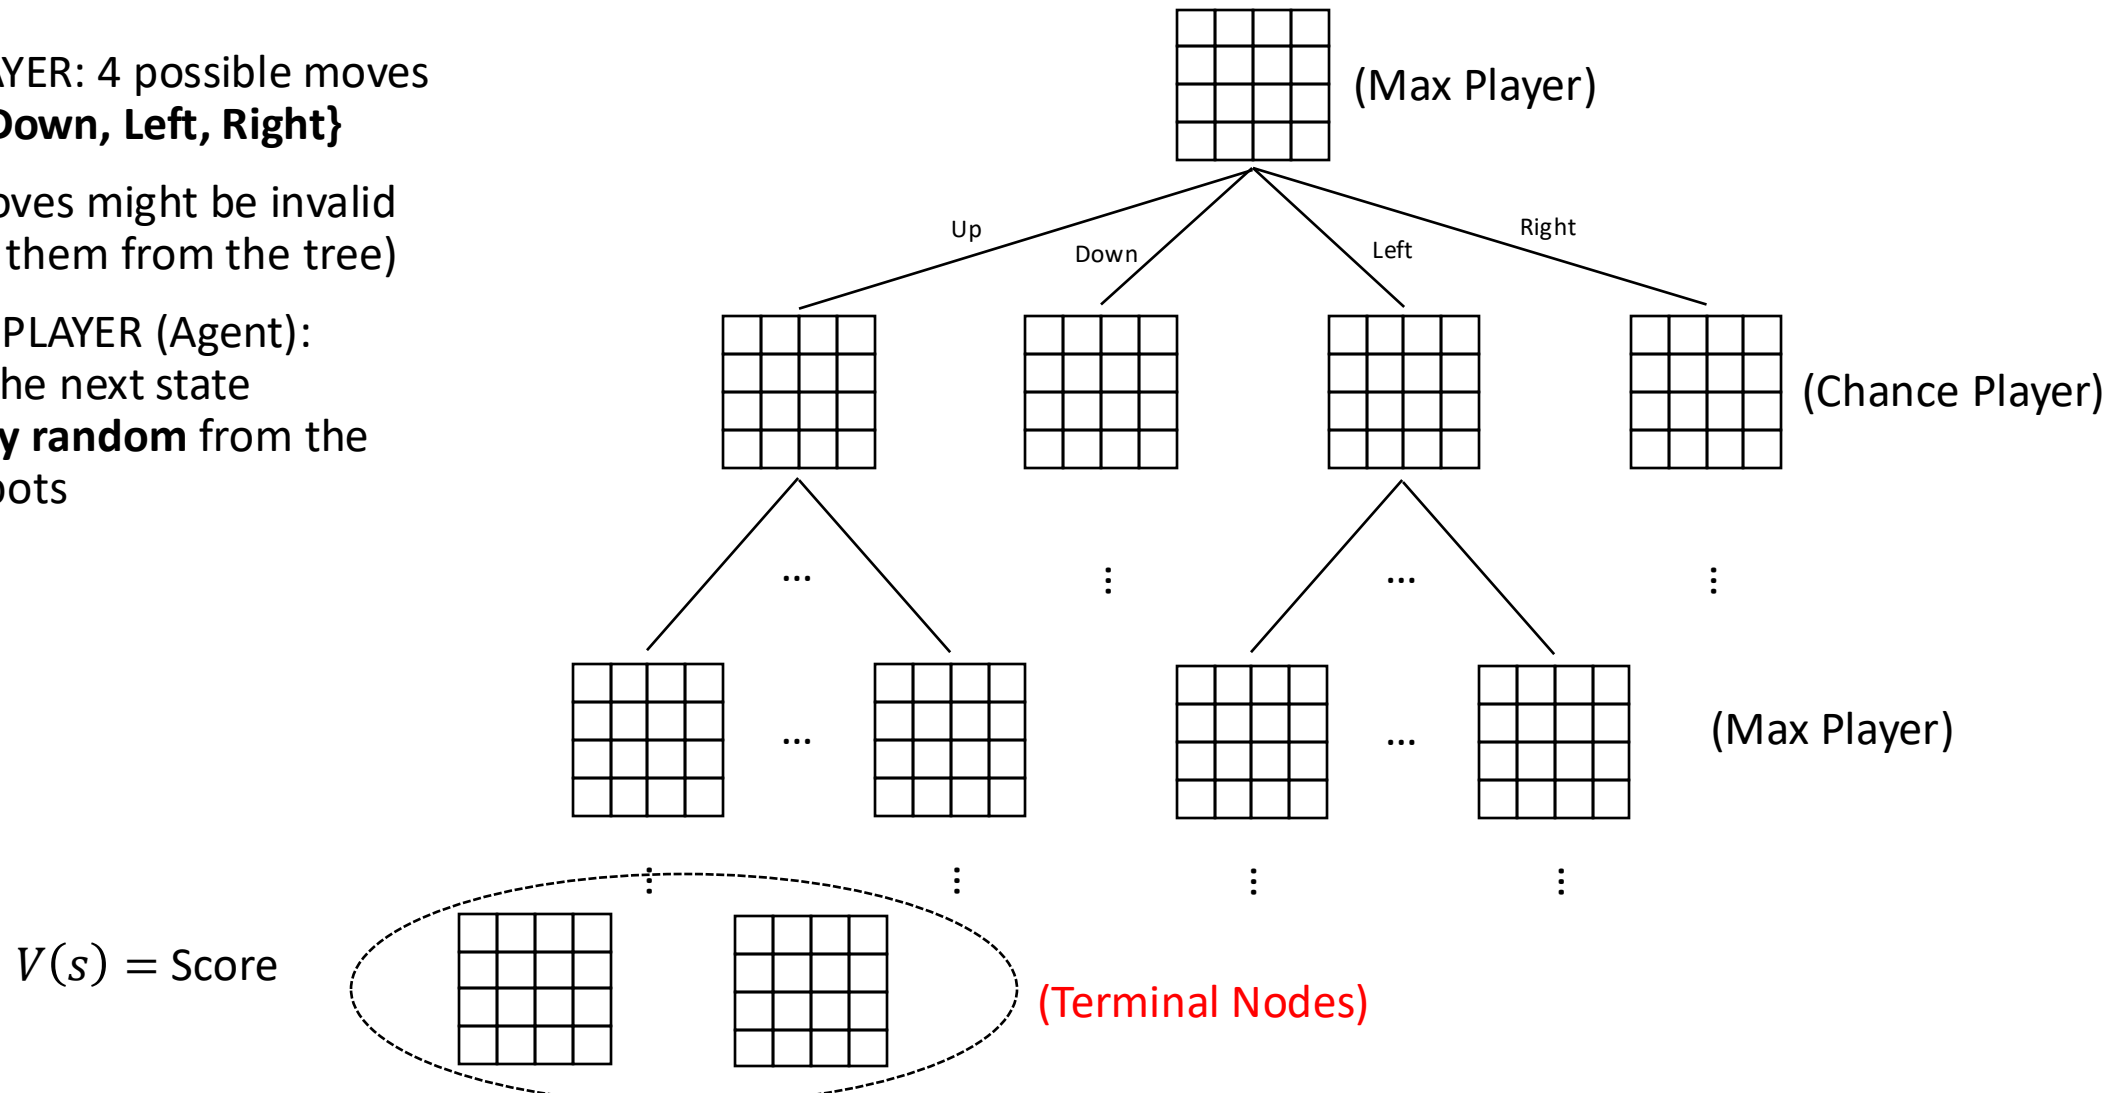 AYER: 4 possible moves
Down, Left, Right}
oves might be invalid
them from the tree)
PLAYER (Agent):
he next state
y random from the
pots
(Max Player)
Up
Down
Left
Right
(Chance Player)
...
⋮
...
⋮
...
...
(Max Player)
⋮
⋮
⋮
⋮
V(s) = Score
(Terminal Nodes)